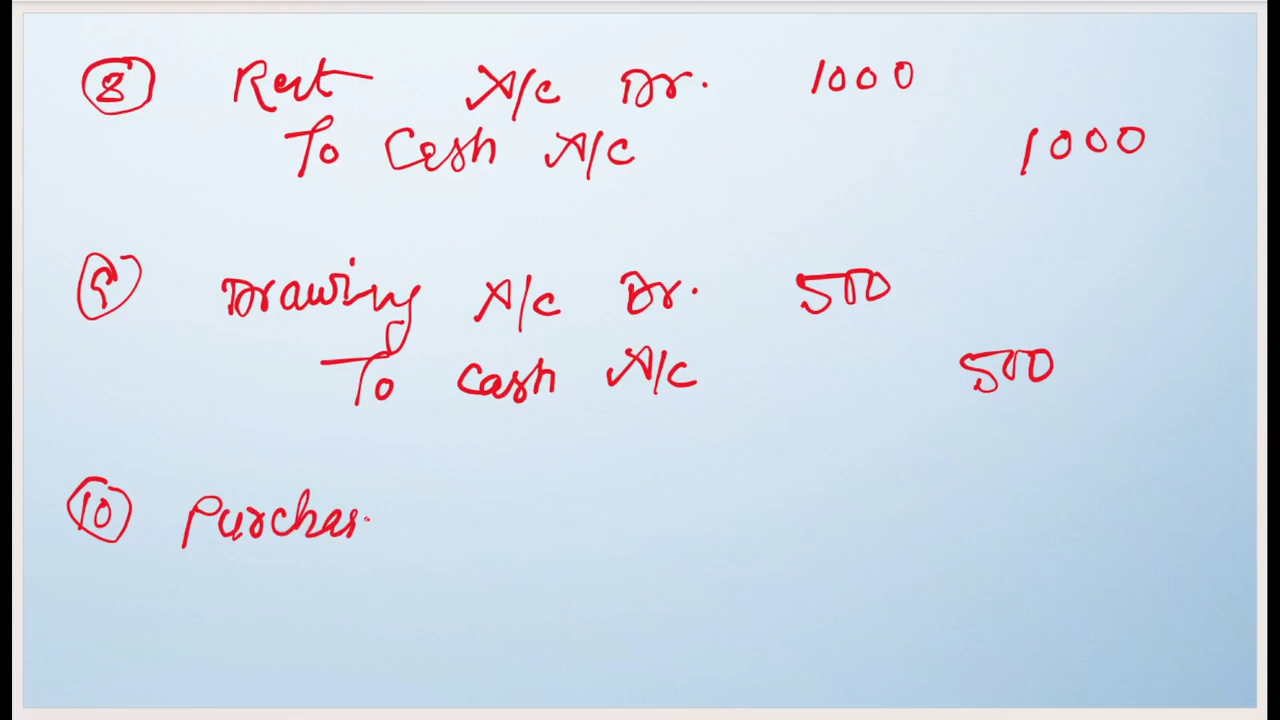 8 Rent A/c Dr. 1000
To Cash A/c 1000
9 Drawing A/c Dr. 500
To Cash A/c 500
10 Purchas